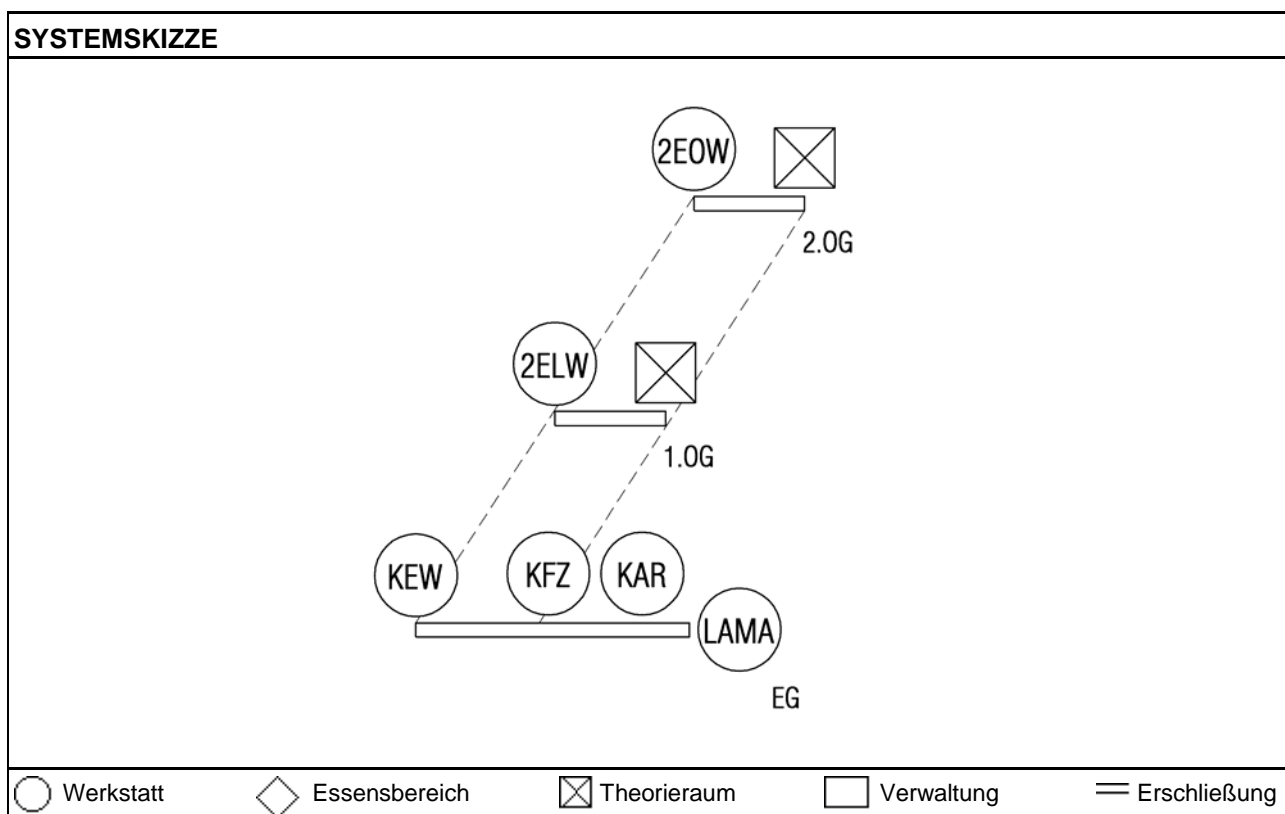 SYSTEMSKIZZE
2EOW
2.OG
2ELW
1.OG
KEW KFZ KAR
LAMA
EG
Werkstatt Essensbereich Theorieraum Verwaltung Erschließung